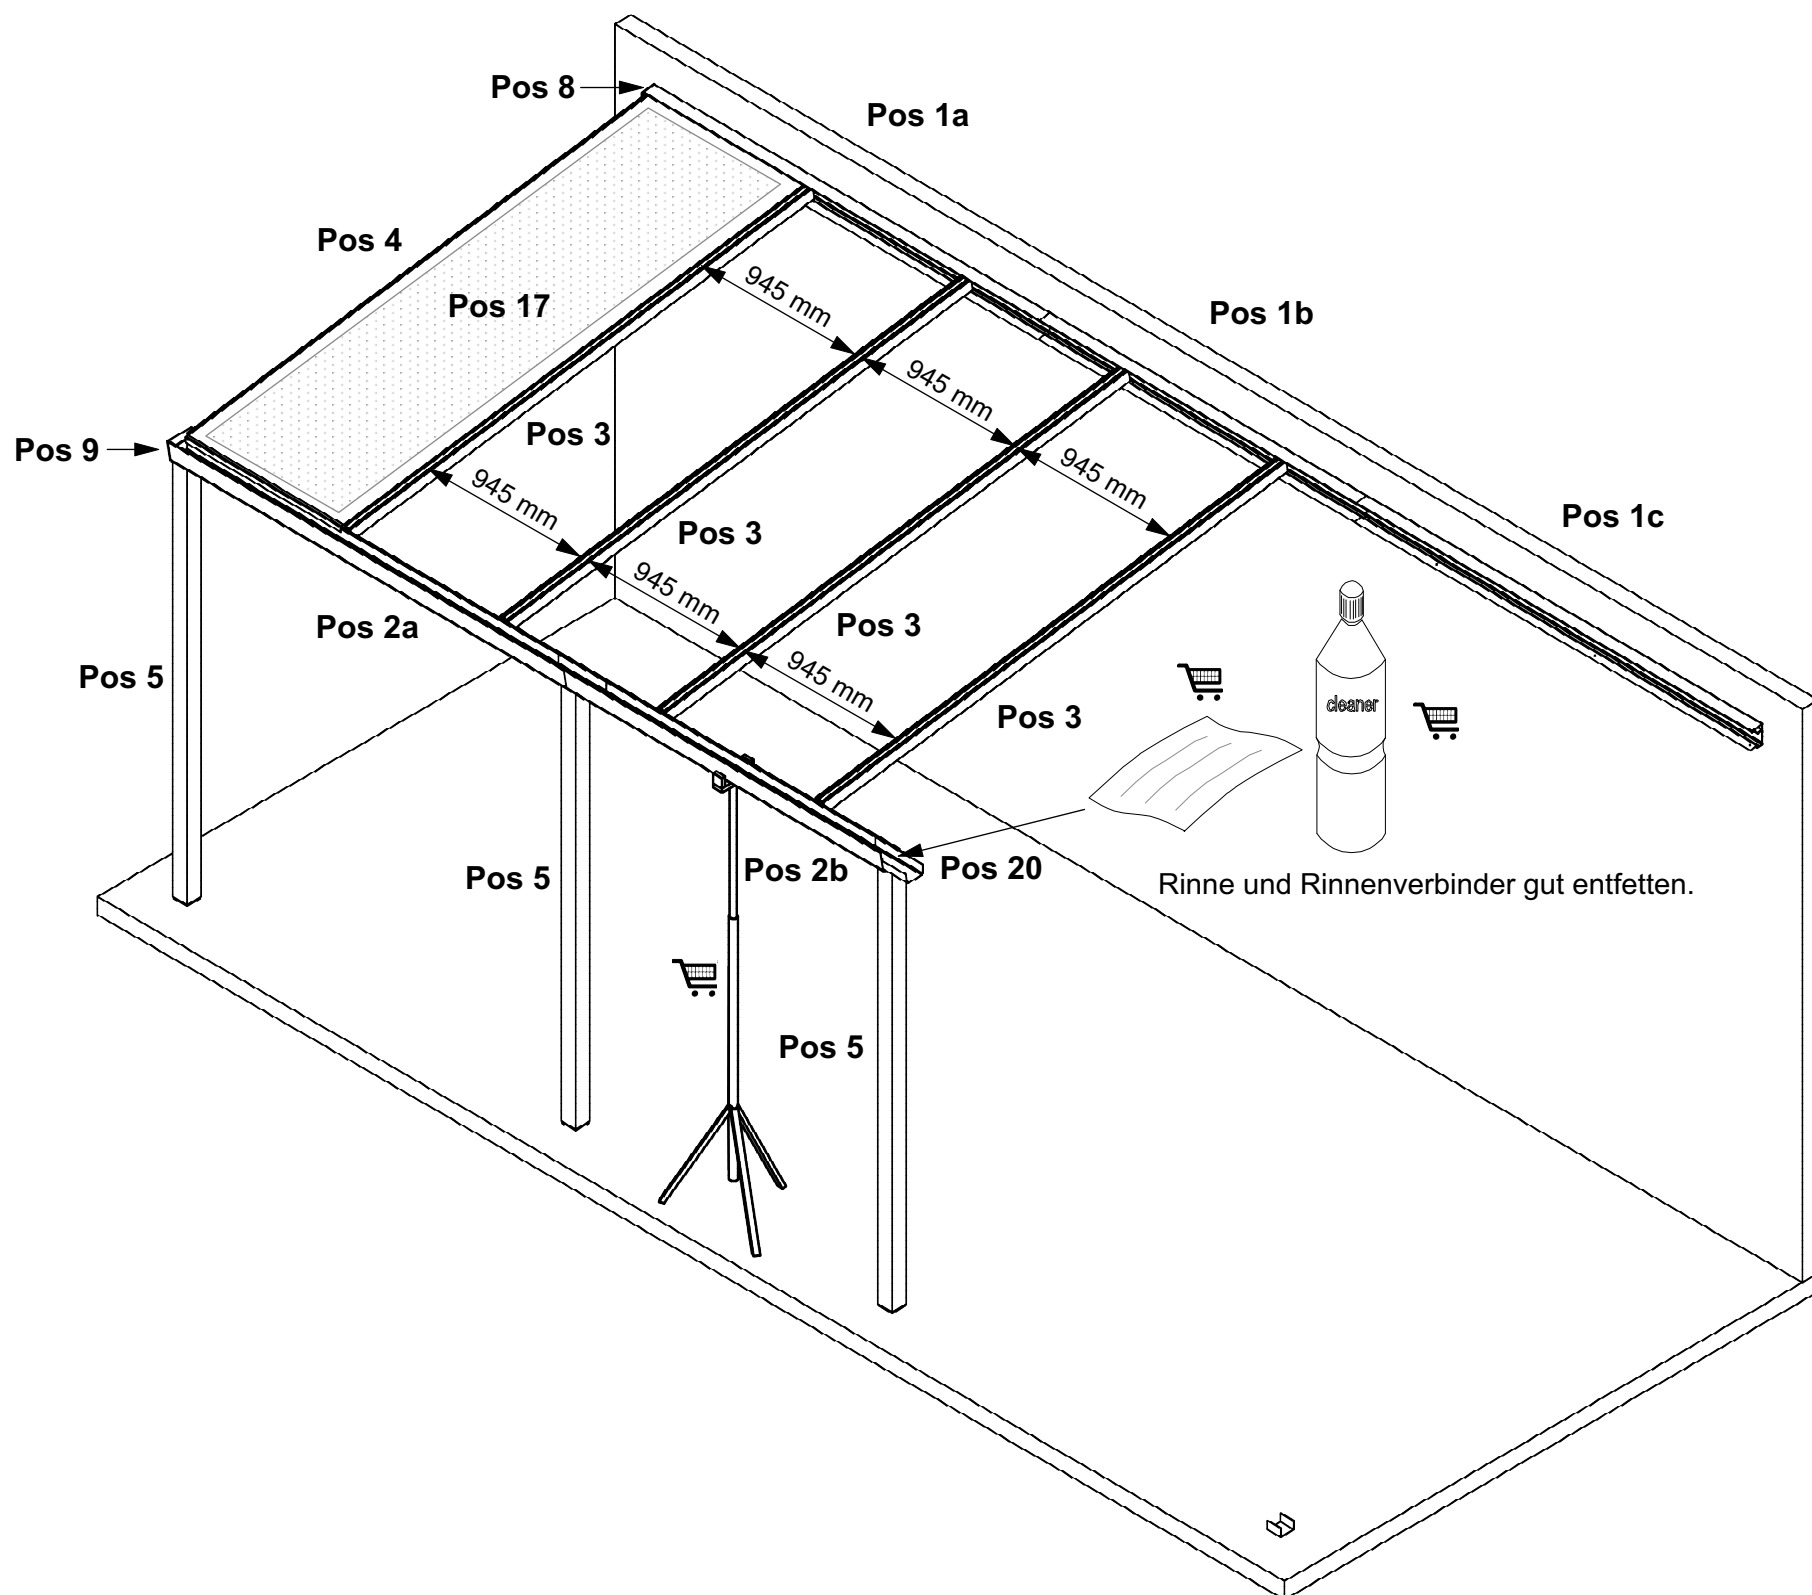 Pos 8
Pos 1a
Pos 4
Pos 17
945 mm
Pos 1b
945 mm
Pos 9
Pos 3
945 mm
945 mm
Pos 1c
Pos 3
945 mm
Pos 2a
Pos 3
Pos 5
945 mm
Pos 3
cleaner
Pos 5
Pos 2b
Pos 20
Rinne und Rinnenverbinder gut entfetten.
Pos 5